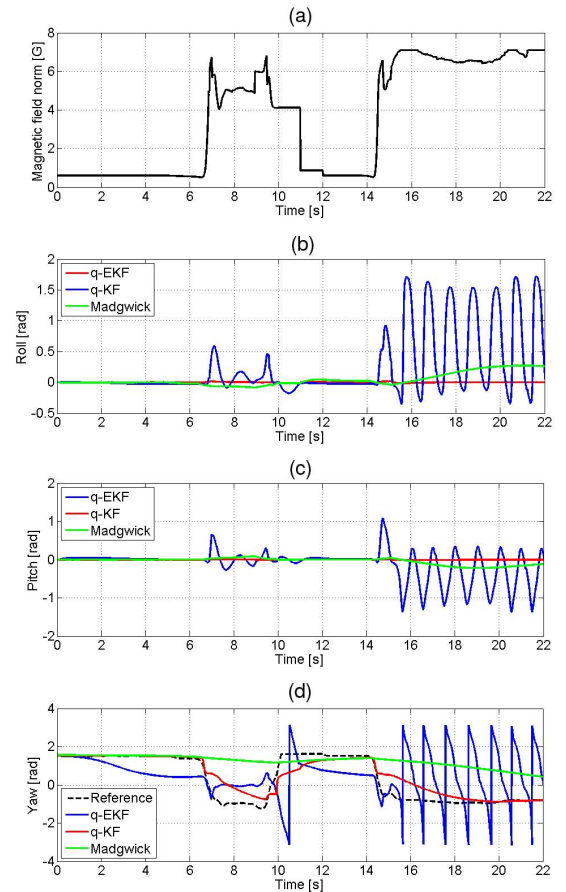 (a)
Magnetic field norm [G]
8
6
4
2
0
0 2 4 6 8 10 12 14 16 18 20 22
Time [s]
(b)
Roll [rad]
2
1.5
1
0.5
0
-0.5
q-EKF
q-KF
Madgwick
0 2 4 6 8 10 12 14 16 18 20 22
Time [s]
(c)
Pitch [rad]
2
1
0
-1
-2
q-EKF
q-KF
Madgwick
0 2 4 6 8 10 12 14 16 18 20 22
Time [s]
(d)
Yaw [rad]
4
2
0
-2
-4
Reference
q-EKF
q-KF
Madgwick
0 2 4 6 8 10 12 14 16 18 20 22
Time [s]